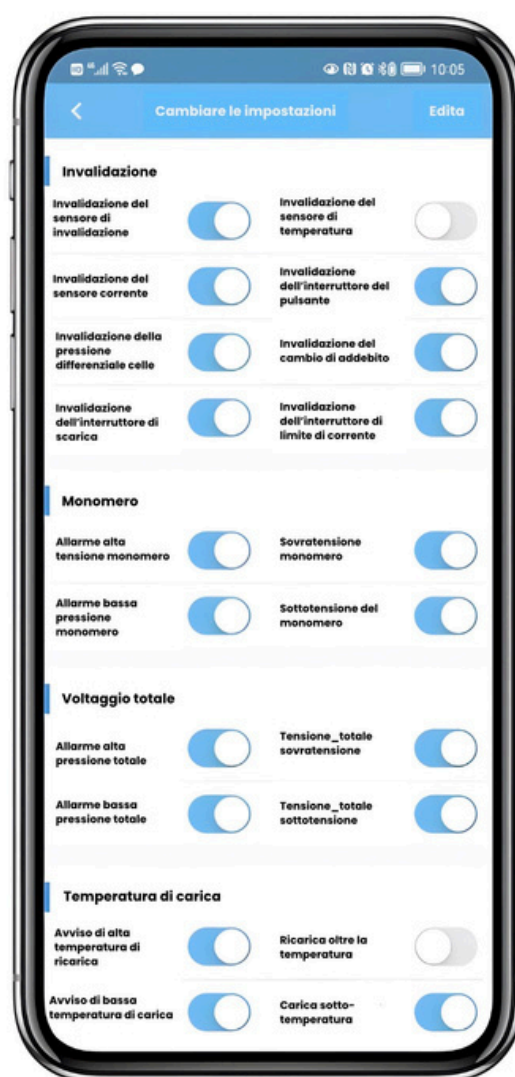 HD 10:05
Cambiare le impostazioni Edita
Invalidazione
Invalidazione del
sensore di
invalidazione
Invalidazione del
sensore di
temperatura
Invalidazione del
sensore corrente
Invalidazione
dell'interruttore del
pulsante
Invalidazione della
pressione
differenziale celle
Invalidazione del
cambio di addebito
Invalidazione
dell'interruttore di
scarica
Invalidazione
dell'interruttore di
limite di corrente
Monomero
Allarme alta
tensione monomero
Sovratensione
monomero
Allarme bassa
pressione
monomero
Sottotensione del
monomero
Voltaggio totale
Allarme alta
pressione totale
Tensione_totale
sovratensione
Allarme bassa
pressione totale
Tensione_totale
sottotensione
Temperatura di carica
Avviso di alta
temperatura di
ricarica
Ricarica oltre la
temperatura
Avviso di bassa
temperatura di carica
Carica sotto-
temperatura